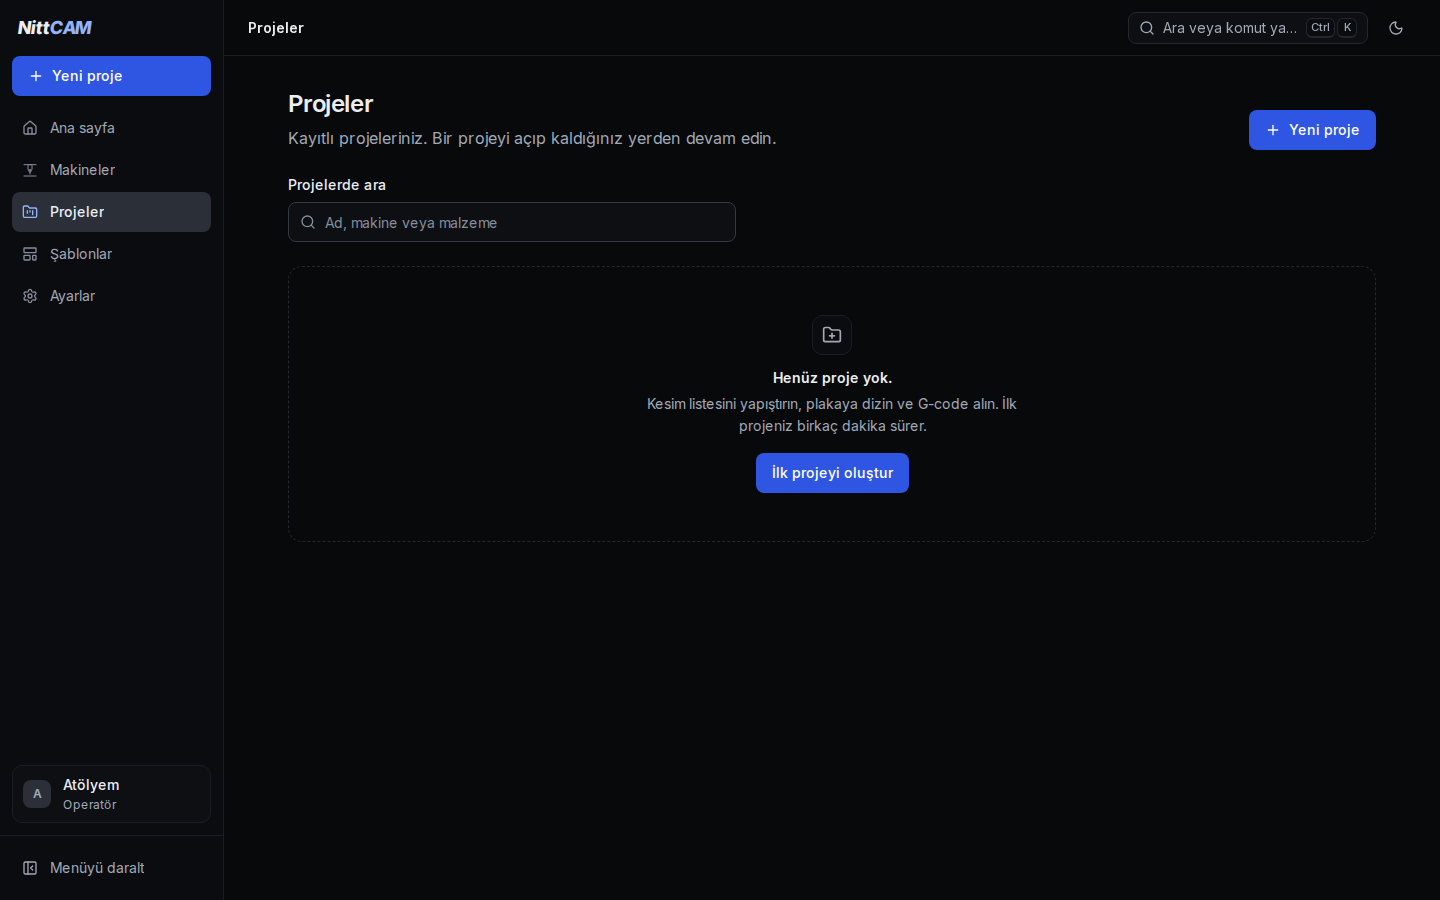 NittCAM
Yeni proje
Ana sayfa
Makineler
Projeler
Şablonlar
Ayarlar
Atölyem
A
Operatör
Menüyü daralt
Projeler
Ara veya komut ya...
Ctrl K
Projeler
Kayıtlı projeleriniz. Bir projeyi açıp kaldığınız yerden devam edin.
Yeni proje
Projelerde ara
Ad, makine veya malzeme
Henüz proje yok.
Kesim listesini yapıştırın, plakaya dizin ve G-code alın. İlk
projeniz birkaç dakika sürer.
İlk projeyi oluştur